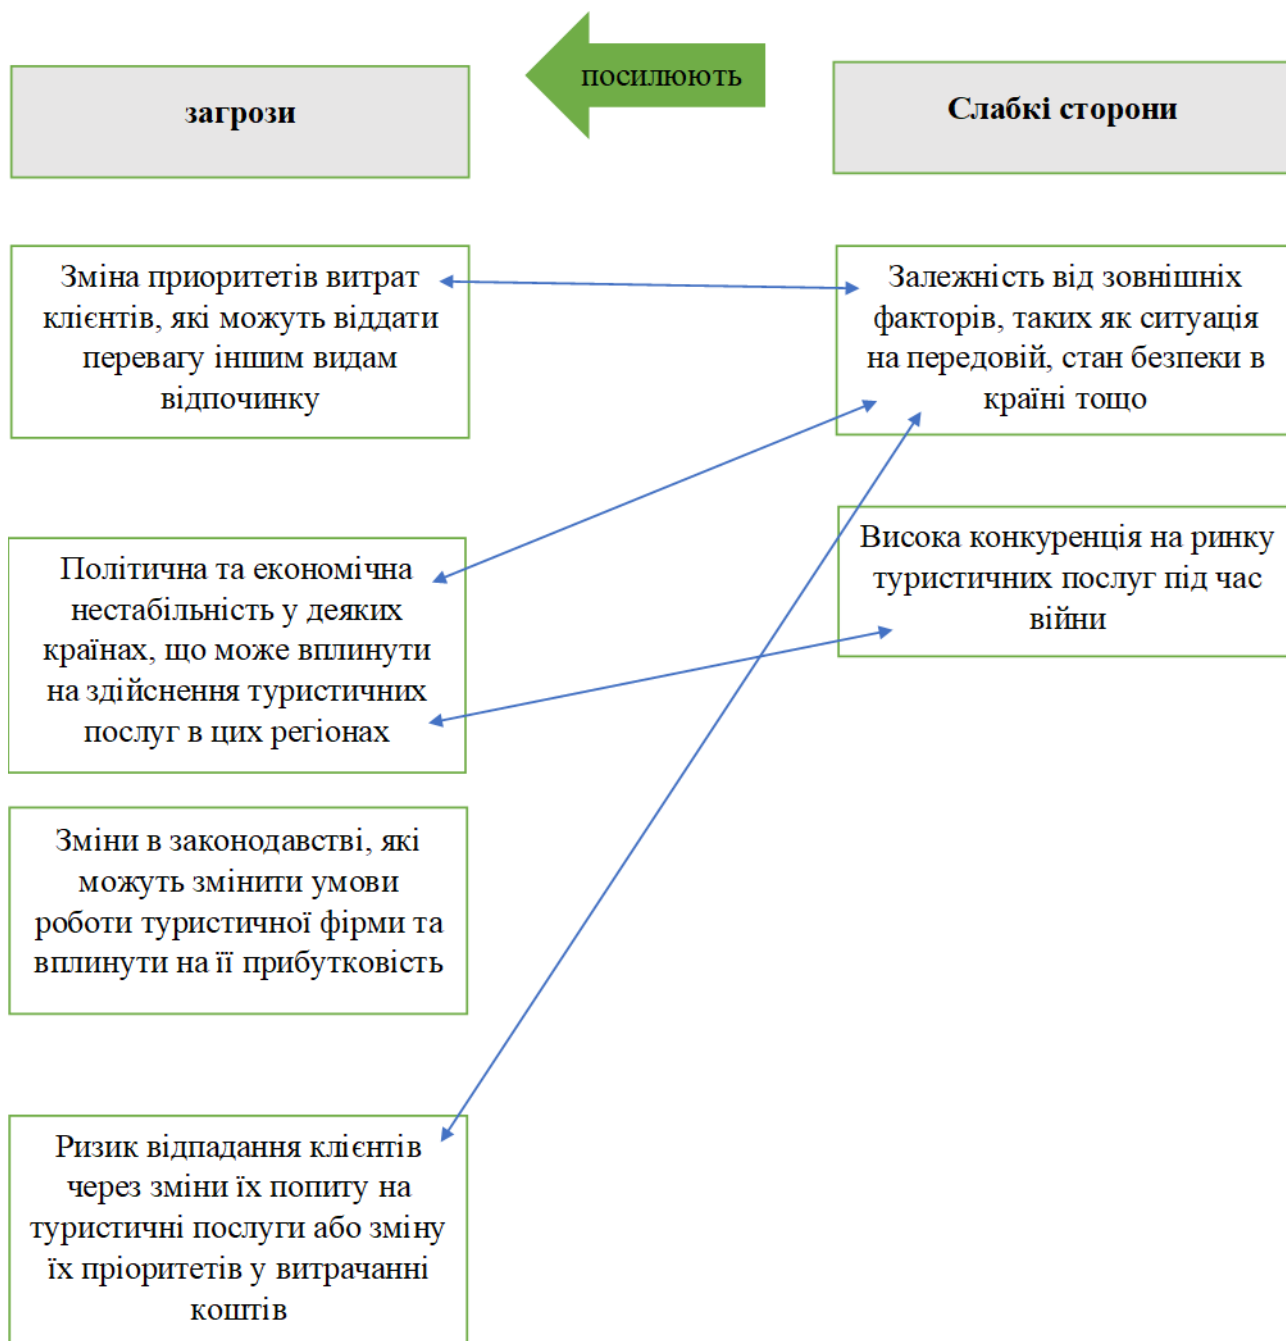 посилюють
загрози
Слабкі сторони
Зміна приоритетів витрат
клієнтів, які можуть віддати
перевагу іншим видам
відпочинку
Залежність від зовнішніх
факторів, таких як ситуація
на передовій, стан безпеки в
країні тощо
Політична та економічна
нестабільність у деяких
країнах, що може вплинути
на здійснення туристичних
послуг в цих регіонах
Висока конкуренція на ринку
туристичних послуг під час
війни
Зміни в законодавстві, які
можуть змінити умови
роботи туристичної фірми та
вплинути на її прибутковість
Ризик відпадання клієнтів
через зміни їх попиту на
туристичні послуги або зміну
їх пріоритетів у витрачанні
коштів